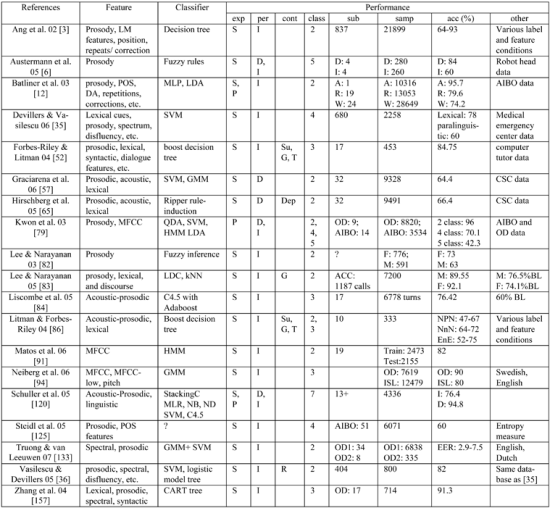 References Feature Classifier Performance
exp per cont class sub samp acc (%) other
Ang et al. 02 [3] Prosody, LM Decision tree S I 2 837 21899 64-93 Various label
features, position, and feature
repeats/ correction conditions
Austermann et al. Prosody Fuzzy rules S D, 5 D: 4 D: 280 D: 84 Robot head
05 [6] I I: 4 I: 260 I: 60 data
Batliner et al. 03 prosody, POS, MLP, LDA S, I 2 A: 1 A: 10316 A: 95.7 AIBO data
[12] DA, repetitions, P R: 19 R: 13053 R: 79.6
corrections, etc. W: 24 W: 28649 W: 74.2
Devillers & Va- Lexical cues, SVM S I 4 680 2258 Lexical: 78 Medical
silescu 06 [35] prosody, spectrum, paralinguis- emergency
disfluency, etc. tic: 60 center data
Forbes-Riley & prosodic, lexical, boost decision S I Su, 3 17 453 84.75 computer
Litman 04 [52] syntactic, dialogue tree G, T tutor data
features, etc.
Graciarena et al. Prosodic, acoustic, SVM, GMM S D 2 32 9328 64.4 CSC data
06 [57] lexical
Hirschberg et al. Prosodic, acoustic, Ripper rule- S D Dep 2 32 9491 66.4 CSC data
05 [65] lexical induction
Kwon et al. 03 Prosody, MFCC QDA, SVM, P D, 2, OD: 9; OD: 8820; 2 class: 96 AIBO and
[79] HMM LDA I 4, AIBO: 14 AIBO: 3534 4 class: 70.1 OD data
5 5 class: 42.3
Lee & Narayanan Prosody Fuzzy inference S I 2 ? F: 776; F: 73
03 [82] M: 591 M: 63
Lee & Narayanan prosody, lexical, LDC, kNN S I G 2 ACC: 7200 M: 89.55 M: 76.5%BL
05 [83] and discourse 1187 calls F: 92.1 F: 74.1%BL
Liscombe et al. 05 Acoustic-prosodic C4.5 with S I 3 17 6778 turns 76.42 60% BL
[84] Adaboost
Litman & Forbes- Acoustic-prosodic, Boost decision S I Su, 2, 10 333 NPN: 47-67 Various label
Riley 04 [86] lexical tree G, T 3 NnN: 64-72 and feature
EnE: 52-75 conditions
Matos et al. 06 MFCC HMM S I 2 19 Train: 2473 82
[91] Test:2155
Neiberg et al. 06 MFCC, MFCC- GMM S I 3 OD: 7619 OD: 90 Swedish,
[94] low, pitch ISL: 12479 ISL: 80 English
Schuller et al. 05 Acoustic-Prosodic, StackingC S, D, 7 13+ 4336 I: 76.4
[120] linguistic MLR, NB, ND P I D: 94.8
SVM, C4.5
Steidl et al. 05 Prosodic, POS ? S I 4 AIBO: 51 6071 60 Entropy
[125] features measure
Truong & van Spectral, prosodic GMM+ SVM S I 2 OD1: 34 OD1: 6838 EER: 2.9-7.5 English,
Leeuwen 07 [133] OD2: 8 OD2: 335 Dutch
Vasilescu & prosodic, spectral, SVM, logistic S I R 2 404 800 82 Same data-
Devillers 05 [36] disfluency, etc. model tree base as [35]
Zhang et al. 04 Lexical, prosodic, CART tree S I 3 OD: 17 714 91.3
[157] spectral, syntactic